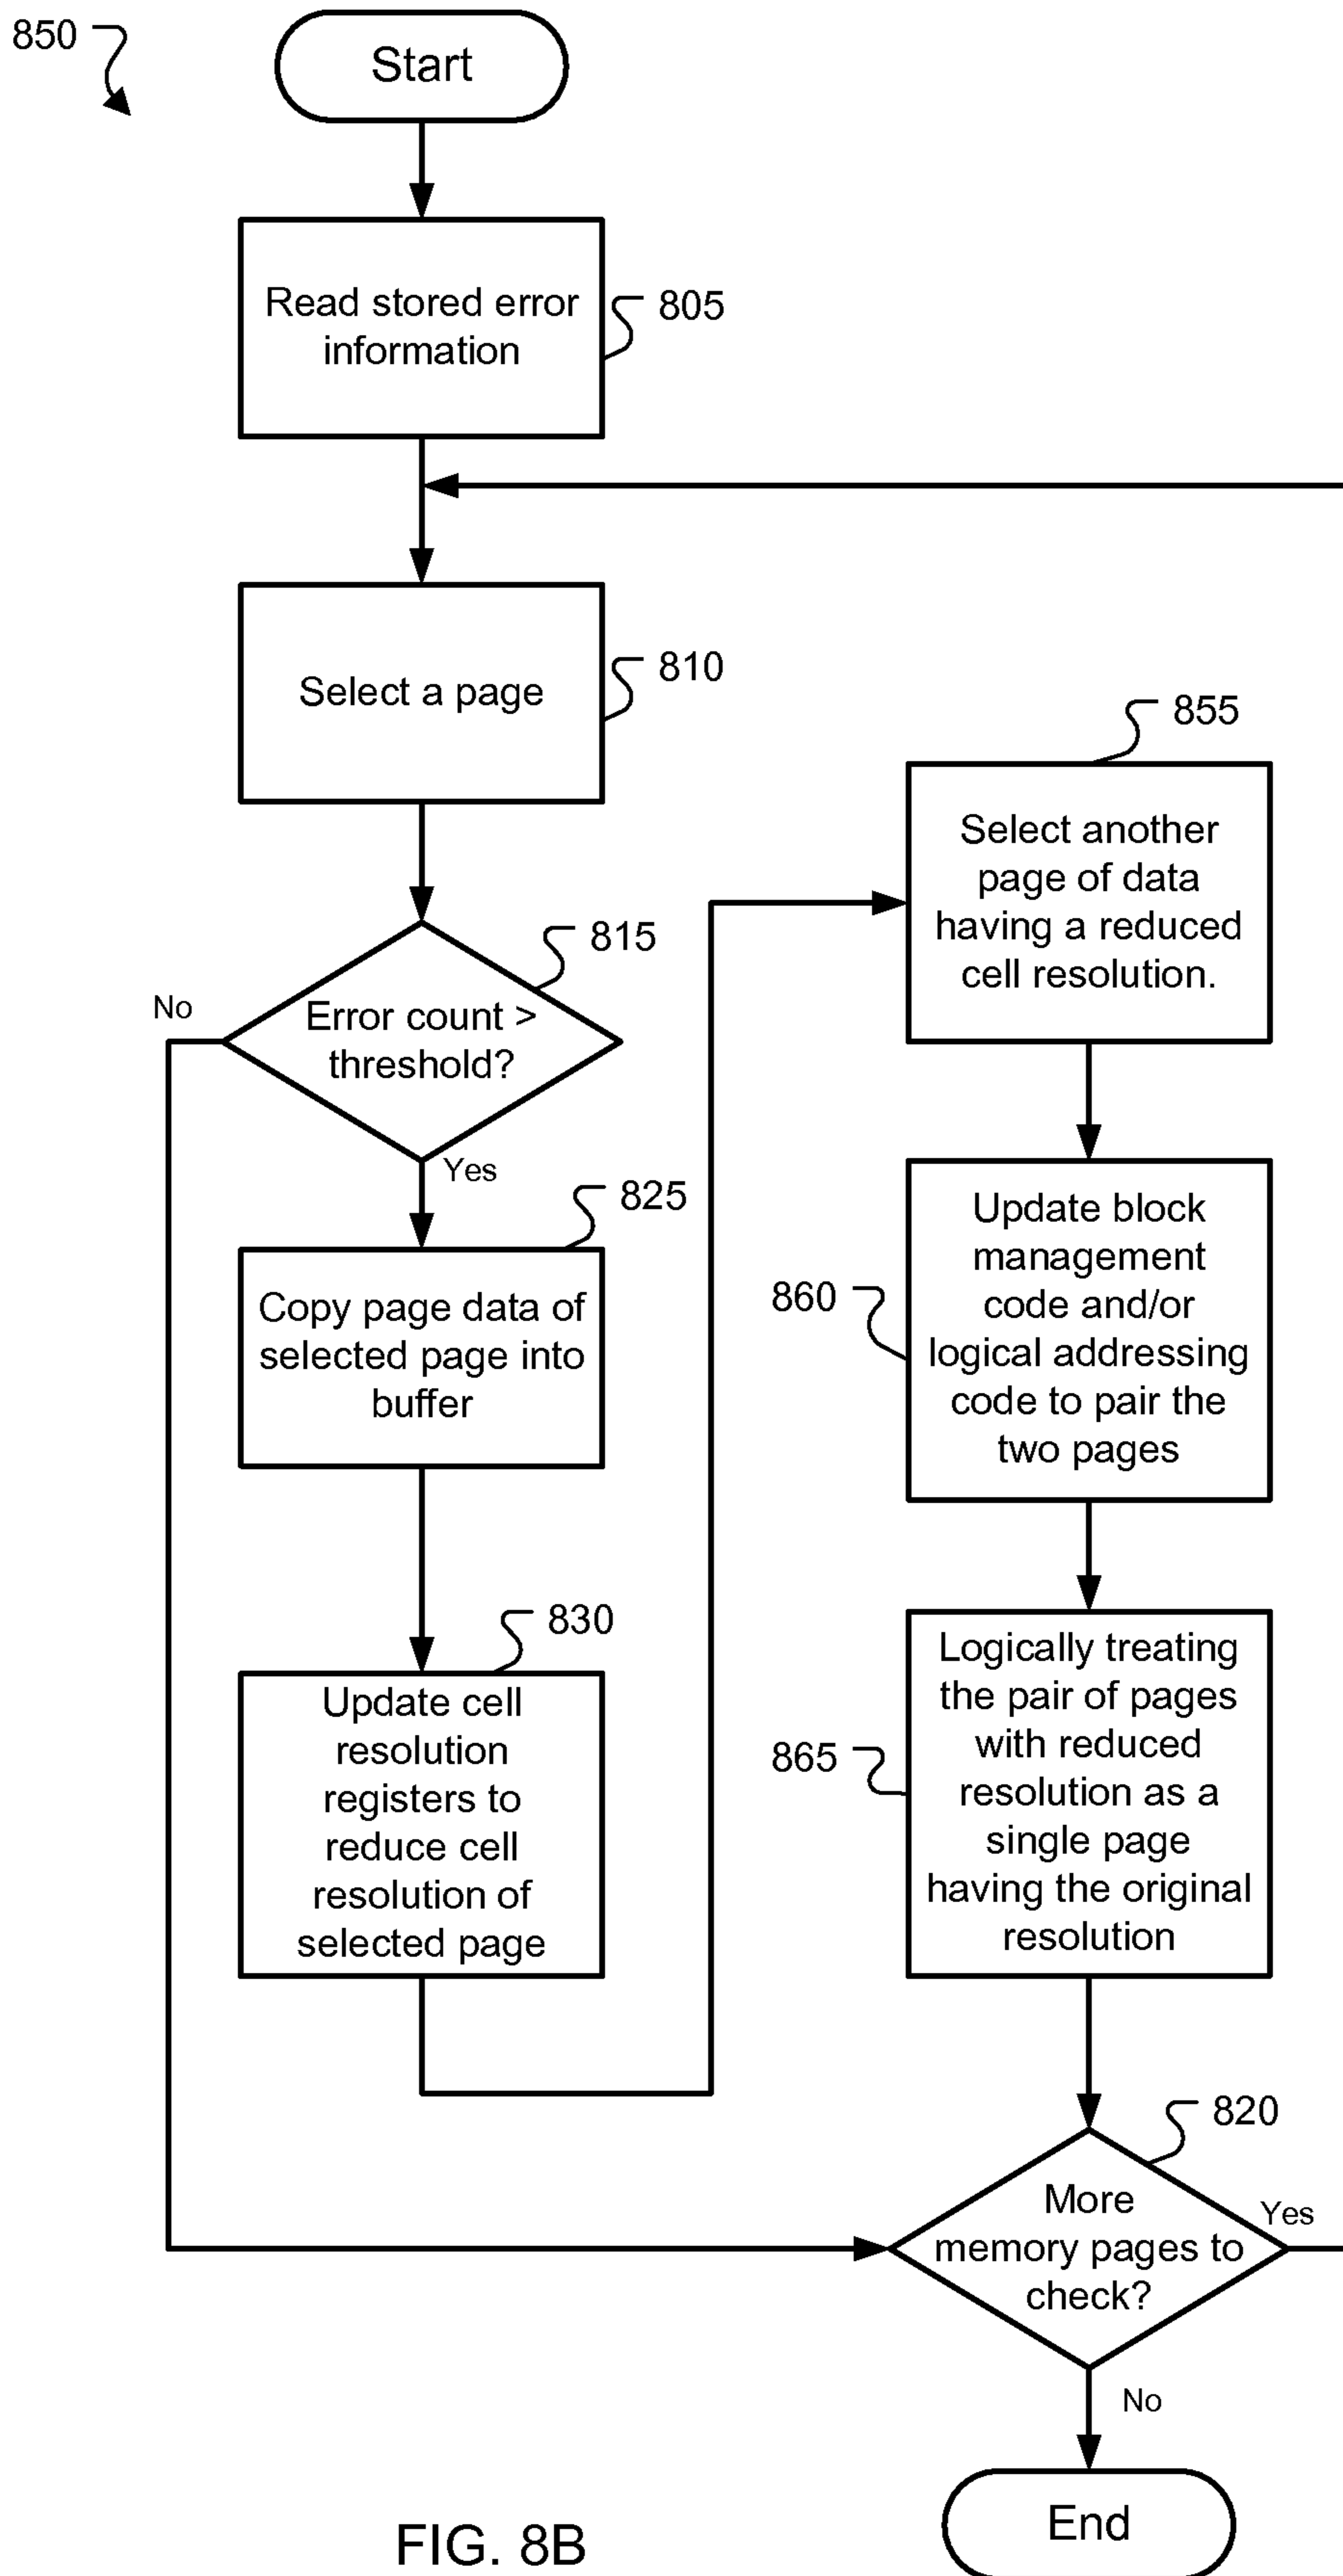 850
Start
Read stored error
information
805
Select a page
810
815
Error count >
threshold?
No
Yes
825
Copy page data of
selected page into
buffer
830
Update cell
resolution
registers to
reduce cell
resolution of
selected page
855
Select another
page of data
having a reduced
cell resolution.
860
Update block
management
code and/or
logical addressing
code to pair the
two pages
865
Logically treating
the pair of pages
with reduced
resolution as a
single page
having the original
resolution
820
More
memory pages to
check?
Yes
No
End
FIG. 8B